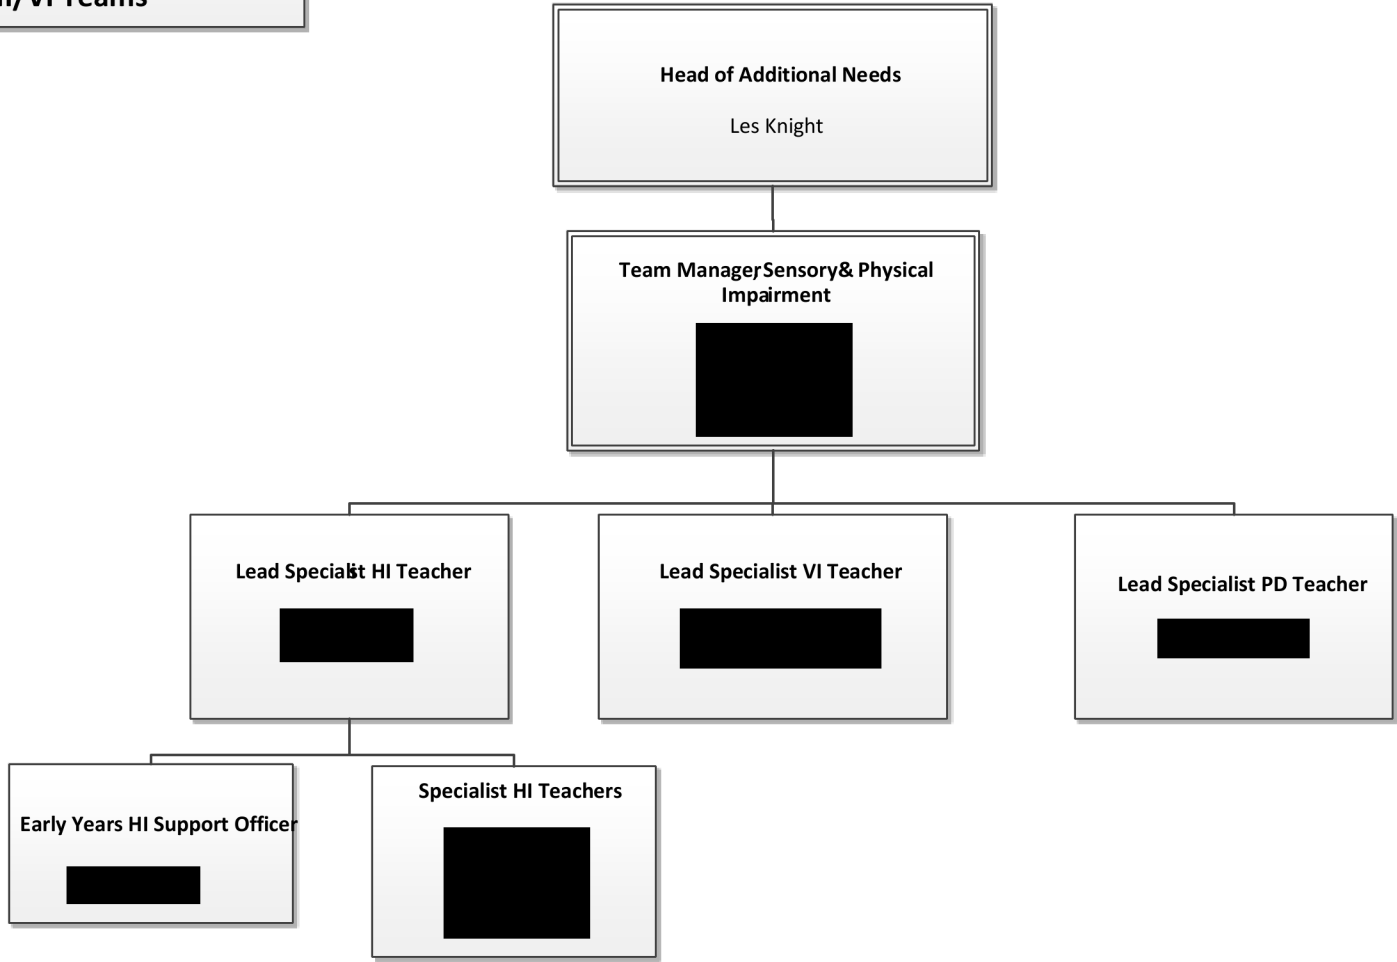 VI Teams
Head of Additional Needs
Les Knight
Team Manager, Sensory & Physical
Impairment
Lead Specialist HI Teacher
Lead Specialist VI Teacher
Lead Specialist PD Teacher
Early Years HI Support Officer
Specialist HI Teachers